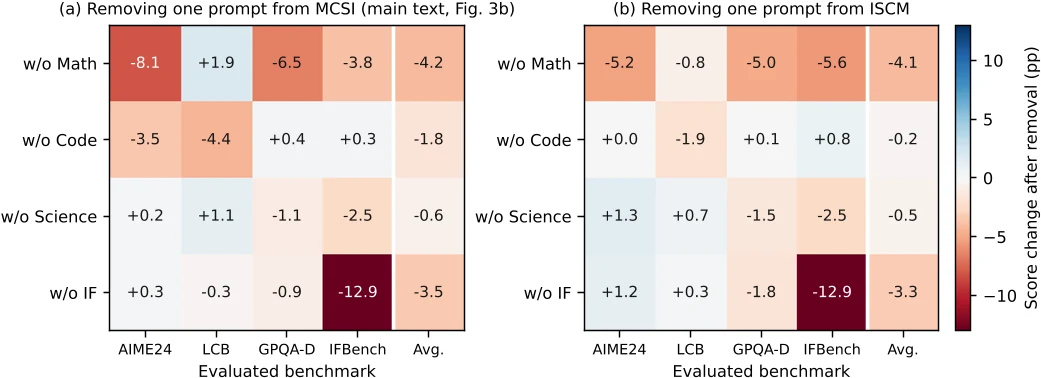 (a) Removing one prompt from MCSI (main text, Fig. 3b)
w/o Math -8.1 +1.9 -6.5 -3.8 -4.2
w/o Code -3.5 -4.4 +0.4 +0.3 -1.8
w/o Science +0.2 +1.1 -1.1 -2.5 -0.6
w/o IF +0.3 -0.3 -0.9 -12.9 -3.5
AIME24 LCB GPQA-D IFBench Avg.
Evaluated benchmark
(b) Removing one prompt from ISCM
w/o Math -5.2 -0.8 -5.0 -5.6 -4.1
w/o Code +0.0 -1.9 +0.1 +0.8 -0.2
w/o Science +1.3 +0.7 -1.5 -2.5 -0.5
w/o IF +1.2 +0.3 -1.8 -12.9 -3.3
AIME24 LCB GPQA-D IFBench Avg.
Evaluated benchmark
10
5
0
−5
−10
Score change after removal (pp)